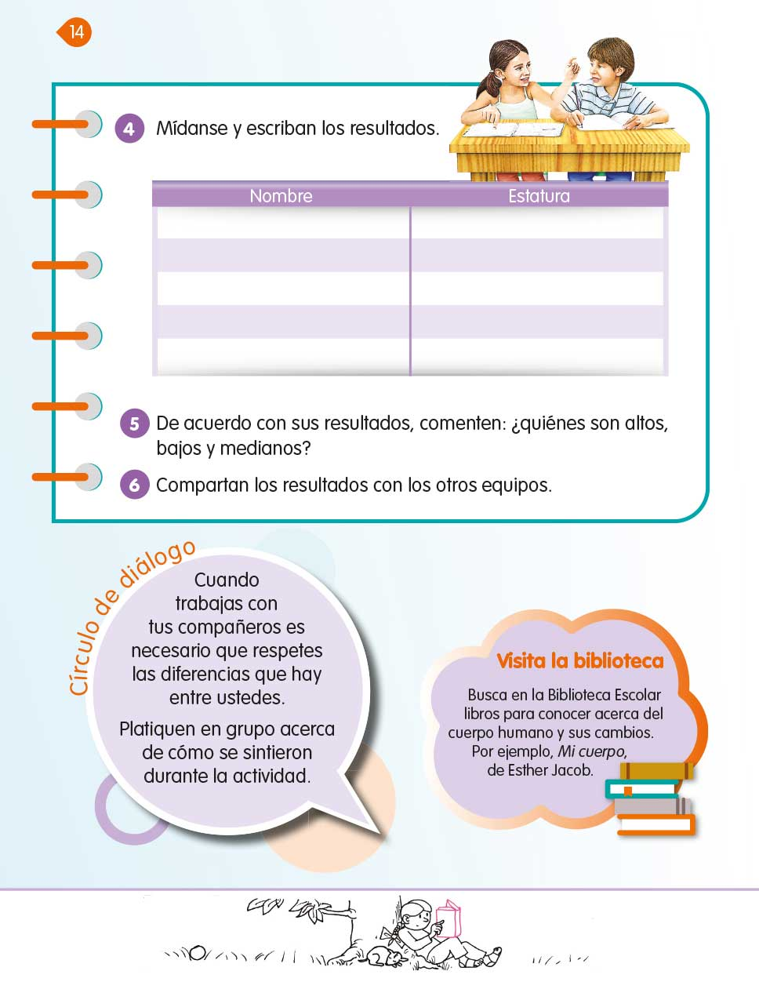 14
4 Mídanse y escriban los resultados.
Nombre Estatura
5 De acuerdo con sus resultados, comenten: ¿quiénes son altos,
bajos y medianos?
6 Compartan los resultados con los otros equipos.
Círculo de diálogo
Cuando
trabajas con
tus compañeros es
necesario que respetes
las diferencias que hay
entre ustedes.
Platiquen en grupo acerca
de cómo se sintieron
durante la actividad.
Visita la biblioteca
Busca en la Biblioteca Escolar
libros para conocer acerca del
cuerpo humano y sus cambios.
Por ejemplo, Mi cuerpo,
de Esther Jacob.